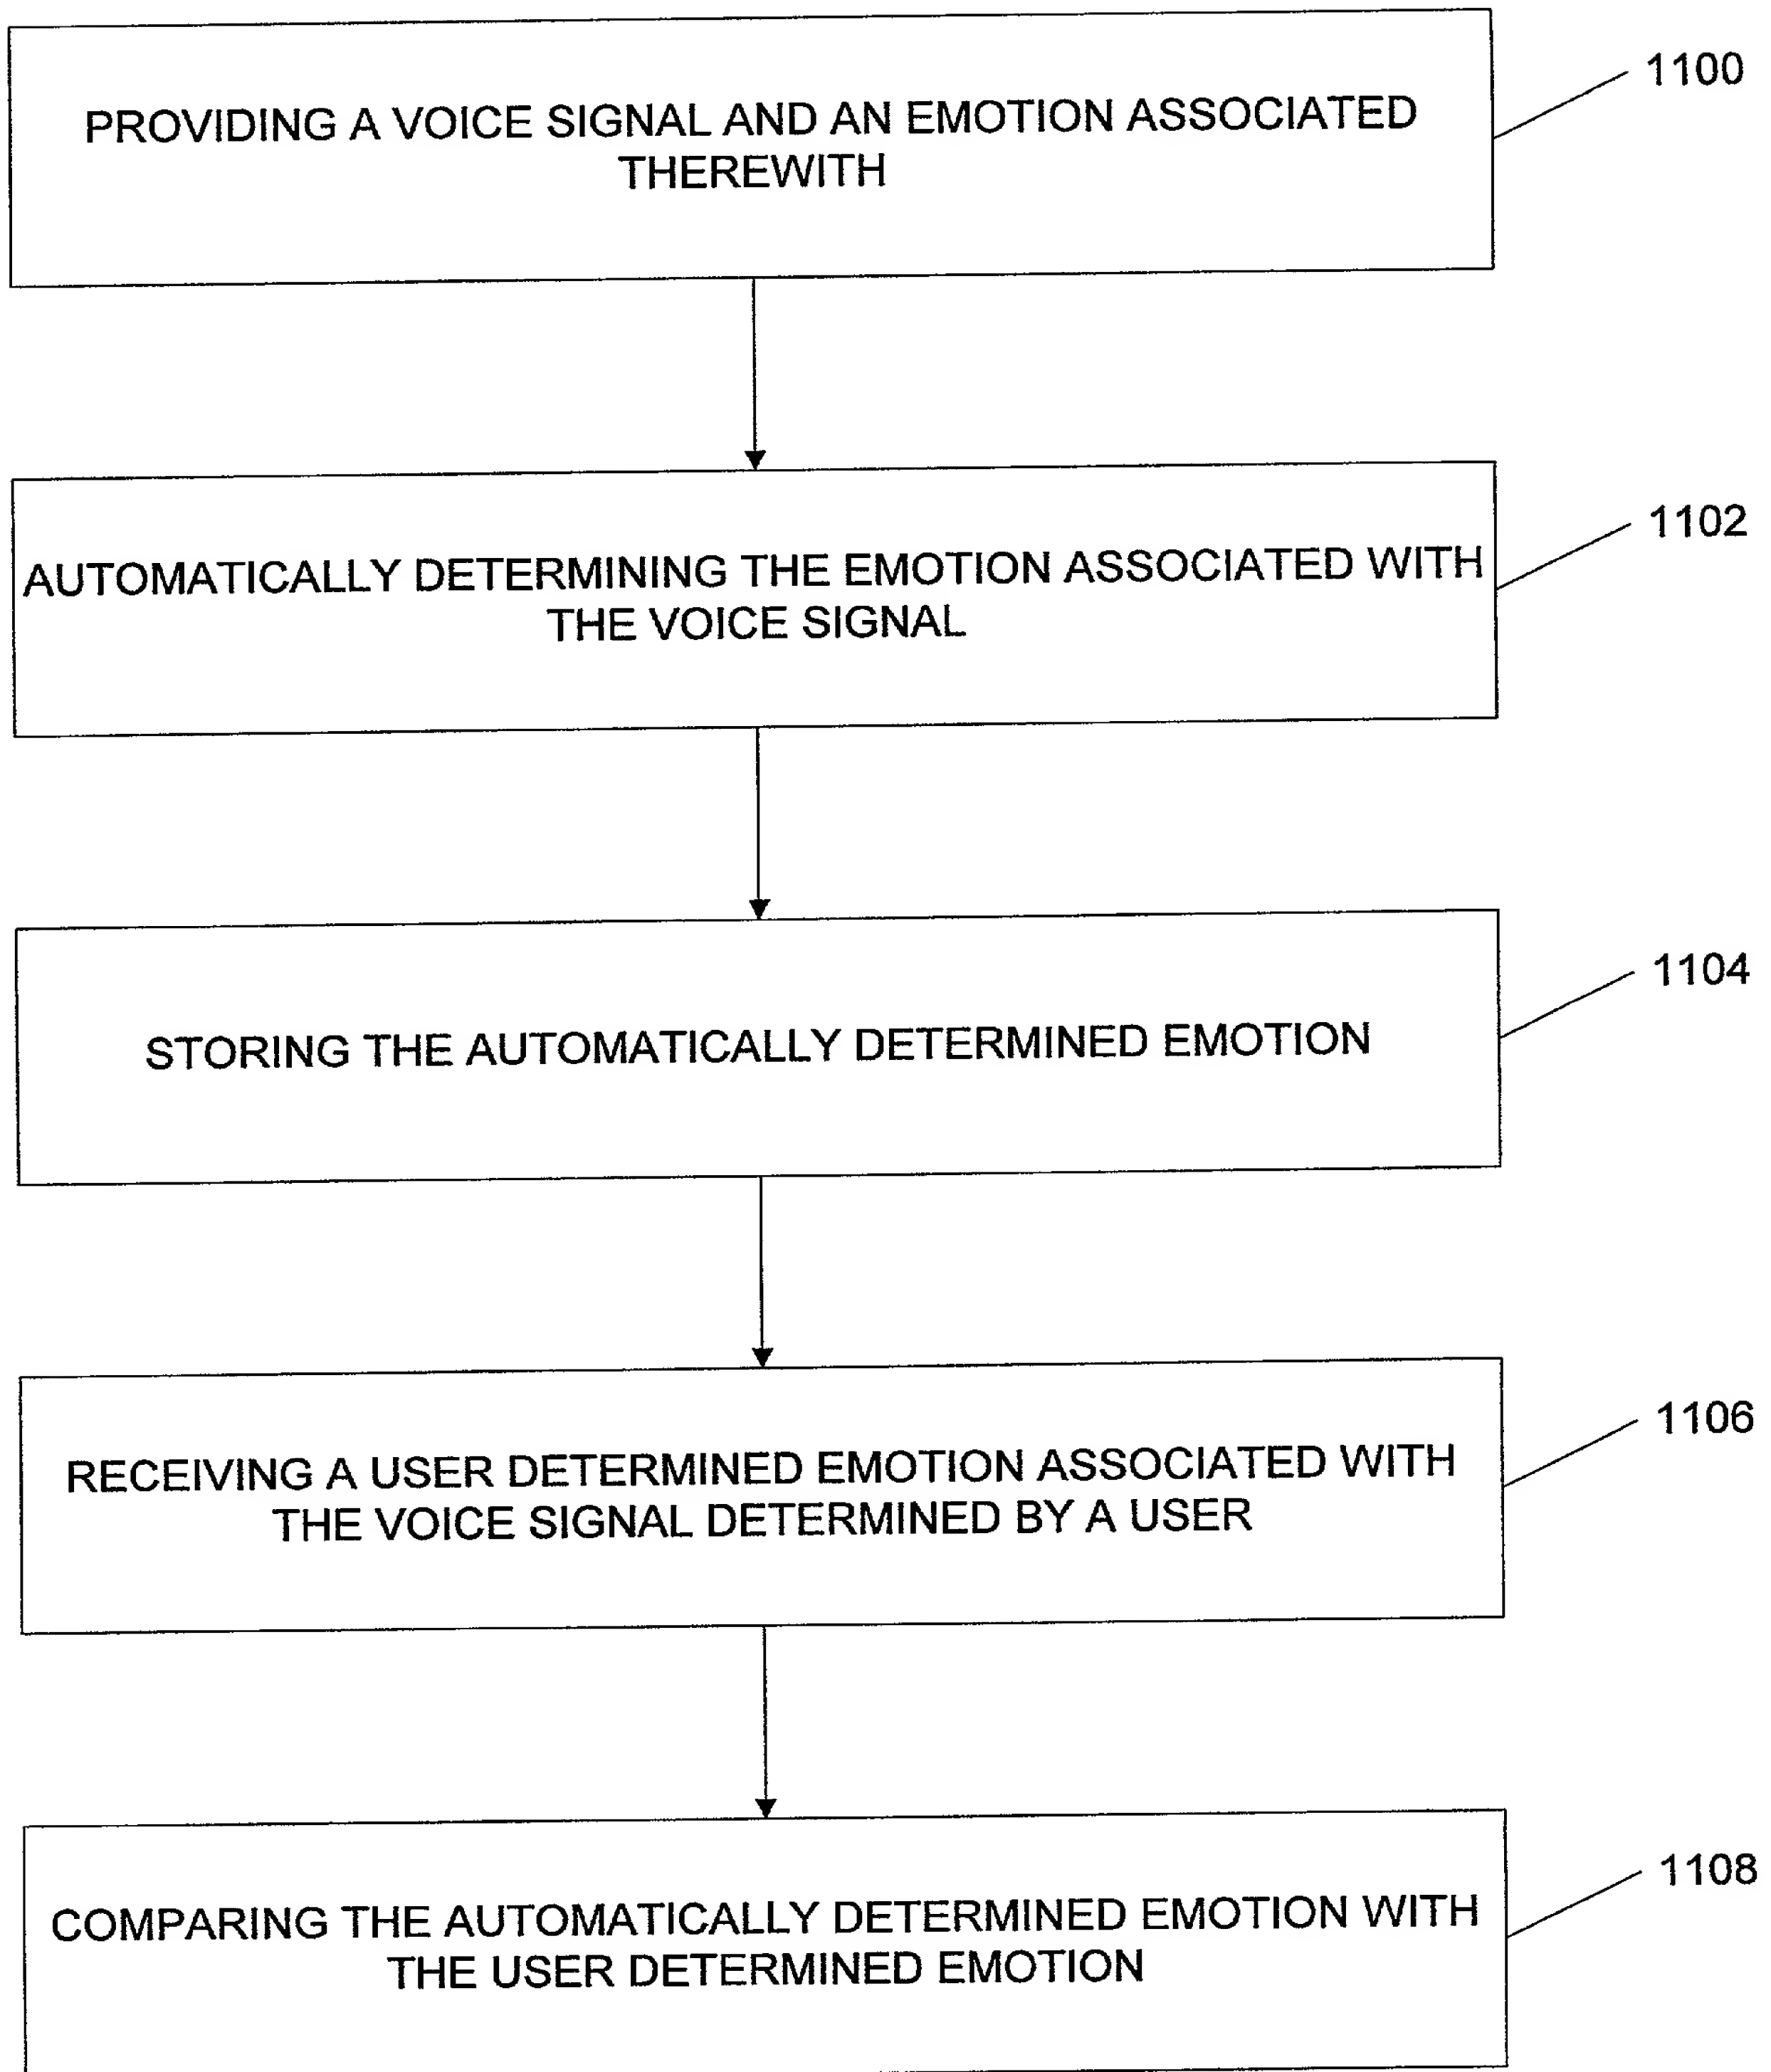 PROVIDING A VOICE SIGNAL AND AN EMOTION ASSOCIATED
THEREWITH
1100
AUTOMATICALLY DETERMINING THE EMOTION ASSOCIATED WITH
THE VOICE SIGNAL
1102
STORING THE AUTOMATICALLY DETERMINED EMOTION
1104
RECEIVING A USER DETERMINED EMOTION ASSOCIATED WITH
THE VOICE SIGNAL DETERMINED BY A USER
1106
COMPARING THE AUTOMATICALLY DETERMINED EMOTION WITH
THE USER DETERMINED EMOTION
1108